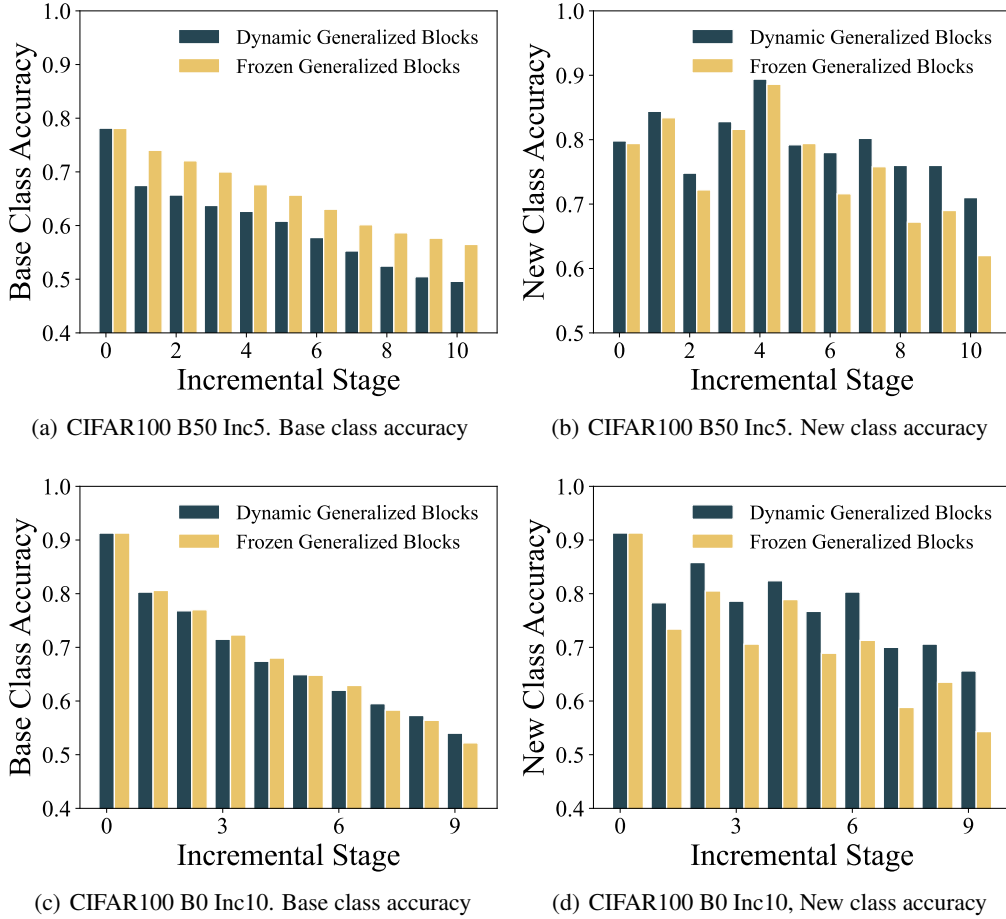 1.0
0.9
0.8
0.7
0.6
0.5
0.4
Base Class Accuracy
Dynamic Generalized Blocks
Frozen Generalized Blocks
0 2 4 6 8 10
Incremental Stage
(a) CIFAR100 B50 Inc5. Base class accuracy
1.0
0.9
0.8
0.7
0.6
0.5
New Class Accuracy
Dynamic Generalized Blocks
Frozen Generalized Blocks
0 2 4 6 8 10
Incremental Stage
(b) CIFAR100 B50 Inc5. New class accuracy
1.0
0.9
0.8
0.7
0.6
0.5
0.4
Base Class Accuracy
Dynamic Generalized Blocks
Frozen Generalized Blocks
0 3 6 9
Incremental Stage
(c) CIFAR100 B0 Inc10. Base class accuracy
1.0
0.9
0.8
0.7
0.6
0.5
0.4
New Class Accuracy
Dynamic Generalized Blocks
Frozen Generalized Blocks
0 3 6 9
Incremental Stage
(d) CIFAR100 B0 Inc10, New class accuracy